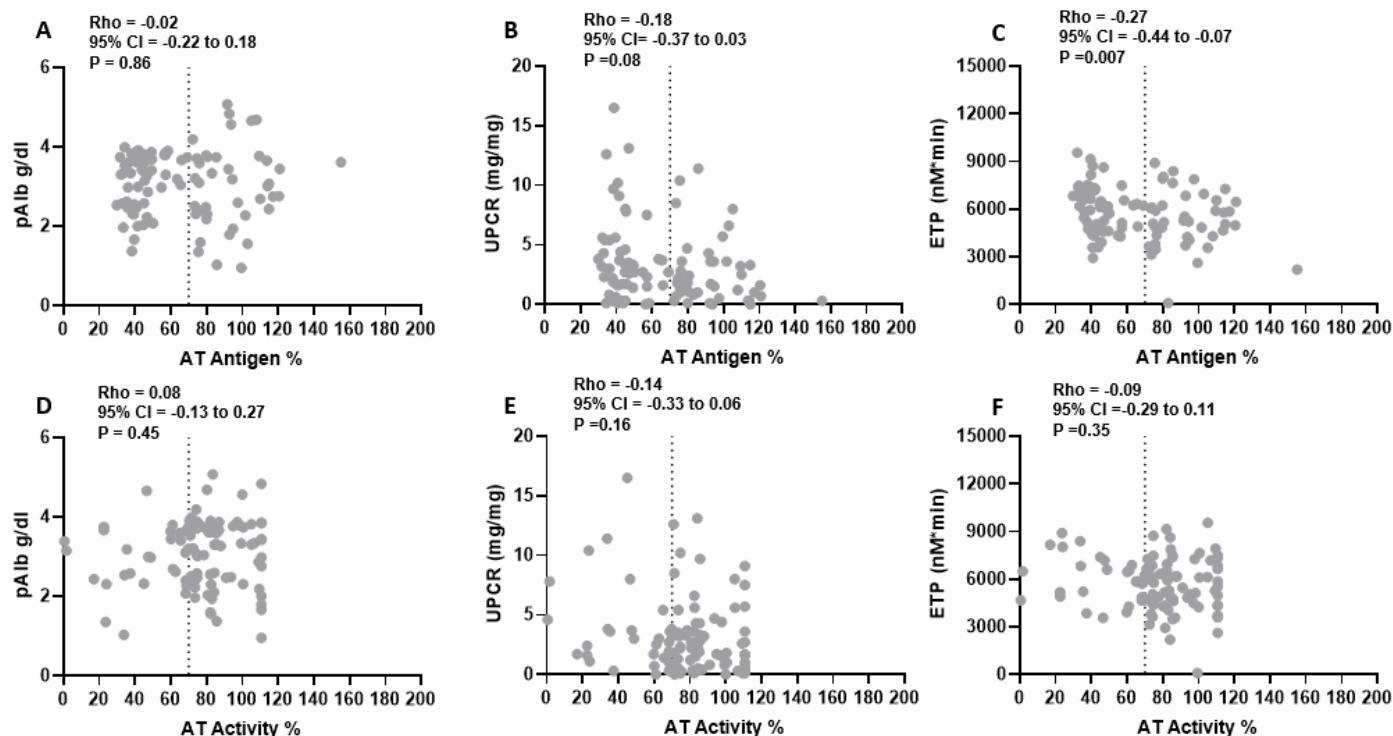 A
Rho = -0.02
95% CI = -0.22 to 0.18
P = 0.86
6
4
2
0
pAlb g/dl
0 20 40 60 80 100 120 140 160 180 200
AT Antigen %
B
Rho = -0.18
95% CI= -0.37 to 0.03
P =0.08
20
15
10
5
0
UPCR (mg/mg)
0 20 40 60 80 100 120 140 160 180 200
AT Antigen %
C
Rho = -0.27
95% CI = -0.44 to -0.07
P =0.007
15000
12000
9000
6000
3000
0
ETP (nM*min)
0 20 40 60 80 100 120 140 160 180 200
AT Antigen %
D
Rho = 0.08
95% CI = -0.13 to 0.27
P = 0.45
6
4
2
0
pAlb g/dl
0 20 40 60 80 100 120 140 160 180 200
AT Activity %
E
Rho = -0.14
95% CI = -0.33 to 0.06
P =0.16
20
15
10
5
0
UPCR (mg/mg)
0 20 40 60 80 100 120 140 160 180 200
AT Activity %
F
Rho = -0.09
95% CI =-0.29 to 0.11
P =0.35
15000
12000
9000
6000
3000
0
ETP (nM*min)
0 20 40 60 80 100 120 140 160 180 200
AT Activity %